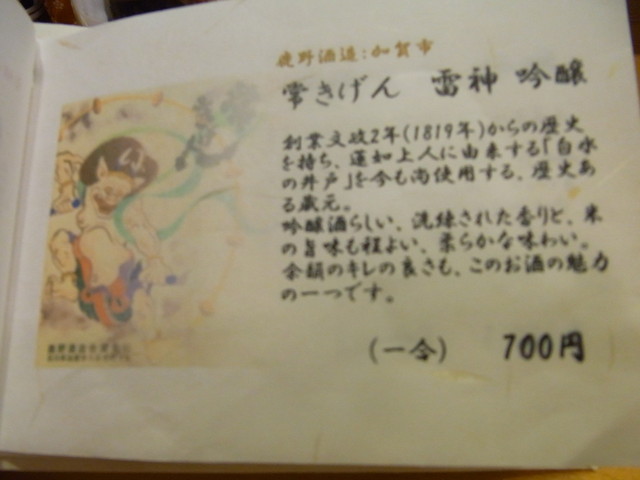 鹿野酒造:加賀市
常きげん　雷神 吟醸
創業文政2年(1819年)からの歴史
を持ち、蓮如上人に由来する「白水
の井戸」を今も尚使用する、歴史あ
る蔵元。
吟醸酒らしい、洗練された香りと、米
の旨味も程よい、柔らかな味わい。
余韻のキレの良さも、このお酒の魅力
の一つです。
(一合)　700円
常きげん